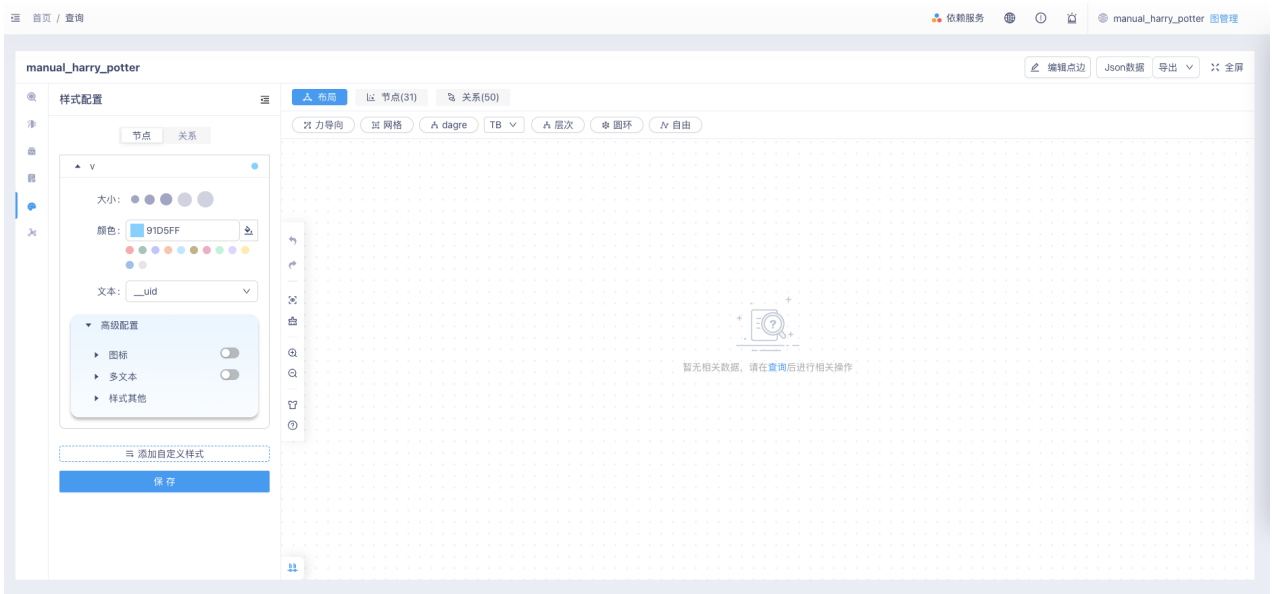 首页 / 查询
依赖服务
manual_harry_potter 图管理
manual_harry_potter
编辑点边 Json数据 导出 全屏
样式配置
布局 节点(31) 关系(50)
力导向 网格 dagre TB 层次 圆环 自由
节点 关系
v
大小:
颜色: 91D5FF
文本: __uid
高级配置
图标
多文本
样式其他
添加自定义样式
保存
暂无相关数据, 请在查询后进行相关操作